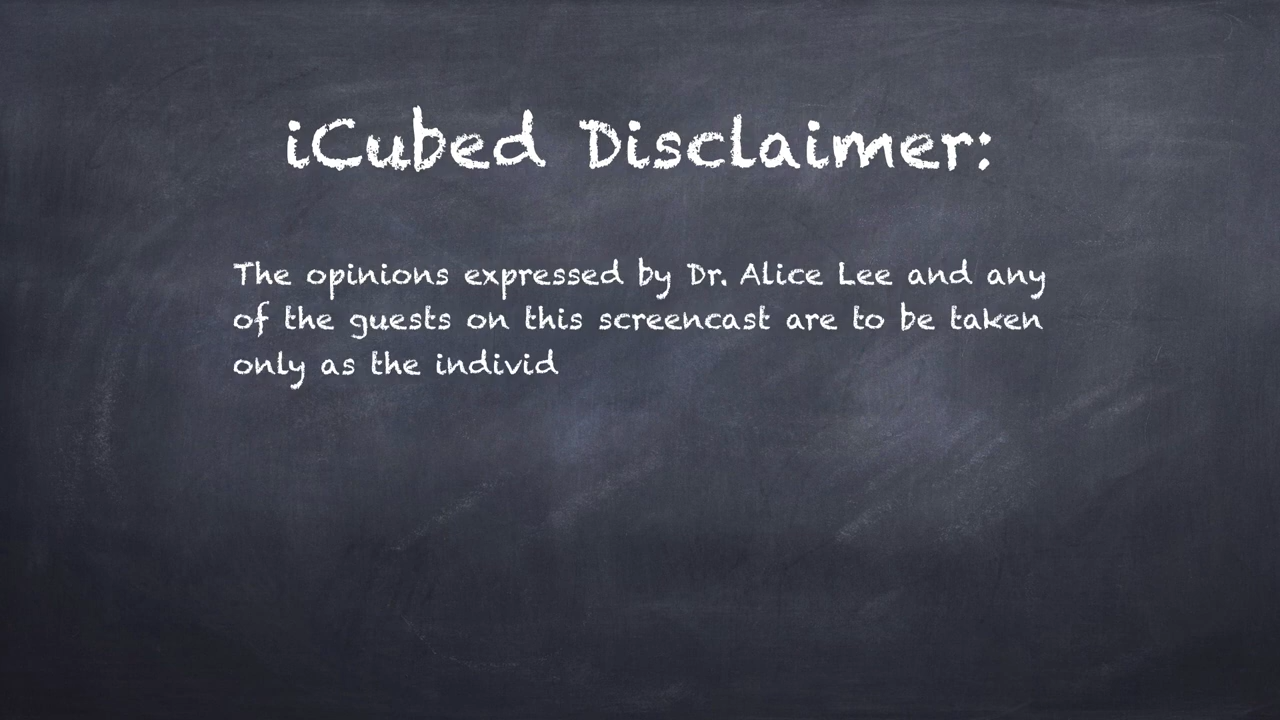 iCubed Disclaimer:
The opinions expressed by Dr. Alice Lee and any
of the guests on this screencast are to be taken
only as the individ